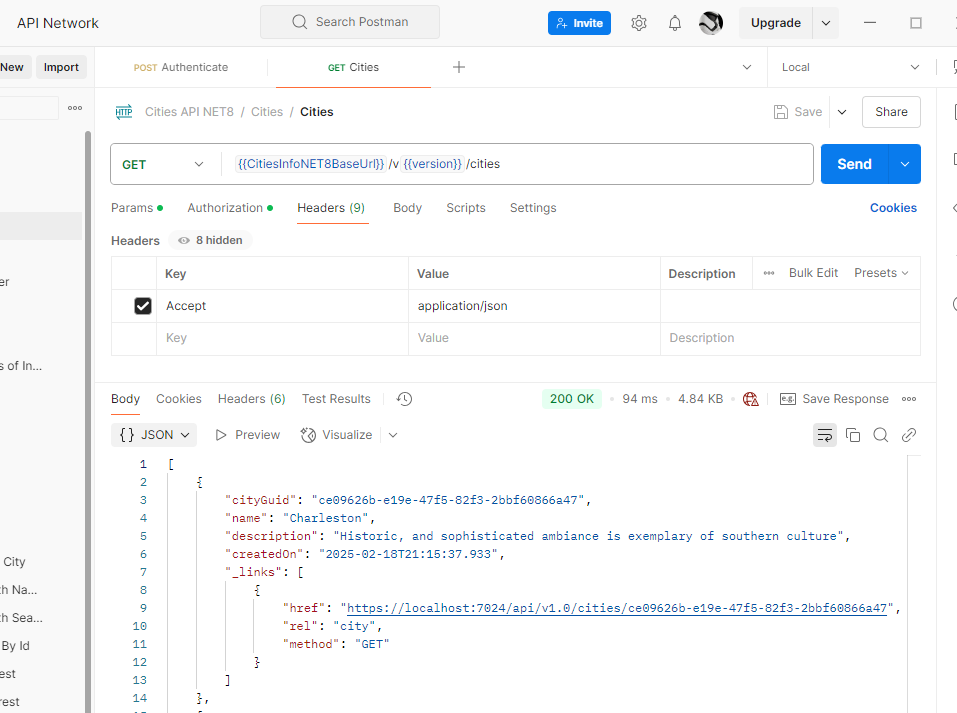 API Network
Search Postman
Invite
Upgrade
New
Import
POST Authenticate
GET Cities
Local
HTTP
Cities API NET8 / Cities / Cities
Save
Share
GET
{{CitiesInfoNET8BaseUrl}} /v {{version}} /cities
Send
Params
Authorization
Headers (9)
Body
Scripts
Settings
Cookies
Headers
8 hidden
Key
Value
Description
Bulk Edit
Presets
Accept
application/json
Key
Value
Description
er
s of In...
City
th Na...
th Sea...
By Id
est
rest
Body
Cookies
Headers (6)
Test Results
200 OK
94 ms
4.84 KB
e.g.
Save Response
{} JSON
Preview
Visualize
1 [
2 {
3 "cityGuid": "ce09626b-e19e-47f5-82f3-2bbf60866a47",
4 "name": "Charleston",
5 "description": "Historic, and sophisticated ambiance is exemplary of southern culture",
6 "createdOn": "2025-02-18T21:15:37.933",
7 "_links": [
8 {
9 "href": "https://localhost:7024/api/v1.0/cities/ce09626b-e19e-47f5-82f3-2bbf60866a47",
10 "rel": "city",
11 "method": "GET"
12 }
13 ]
14 },